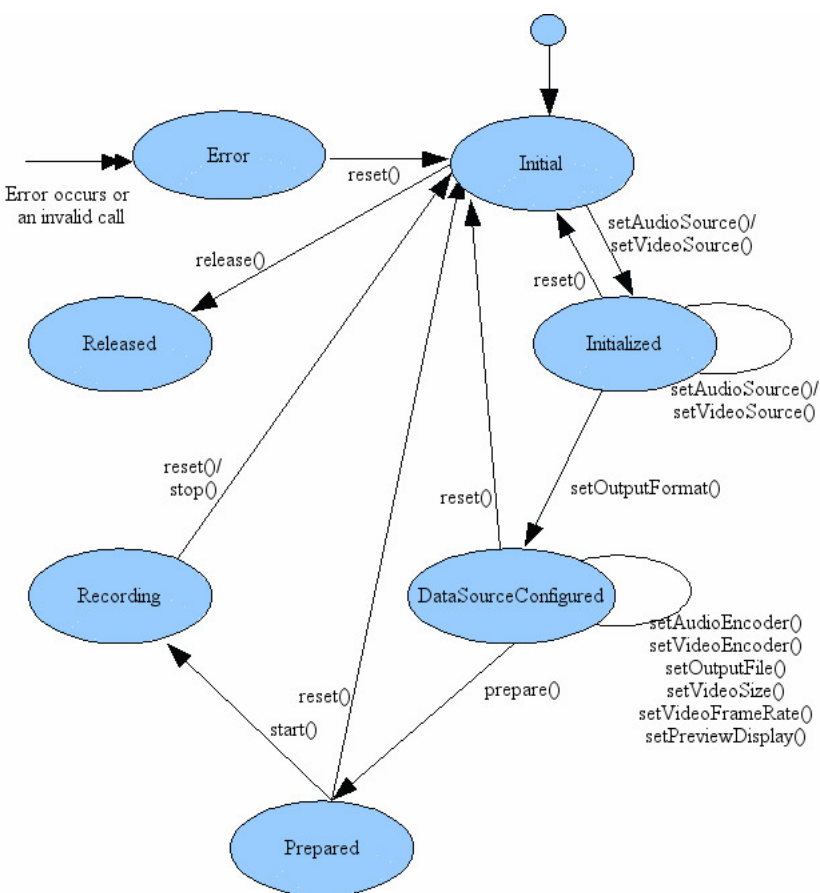 Error
Initial
reset()
Error occurs or
an invalid call
setAudioSource()/
setVideoSource()
release()
reset()
Released
Initialized
setAudioSource()/
setVideoSource()
reset()/
stop()
reset()
setOutputFormat()
Recording
DataSourceConfigured
setAudioEncoder()
setVideoEncoder()
setOutputFile()
setVideoSize()
setVideoFrameRate()
setPreviewDisplay()
reset()
prepare()
start()
Prepared